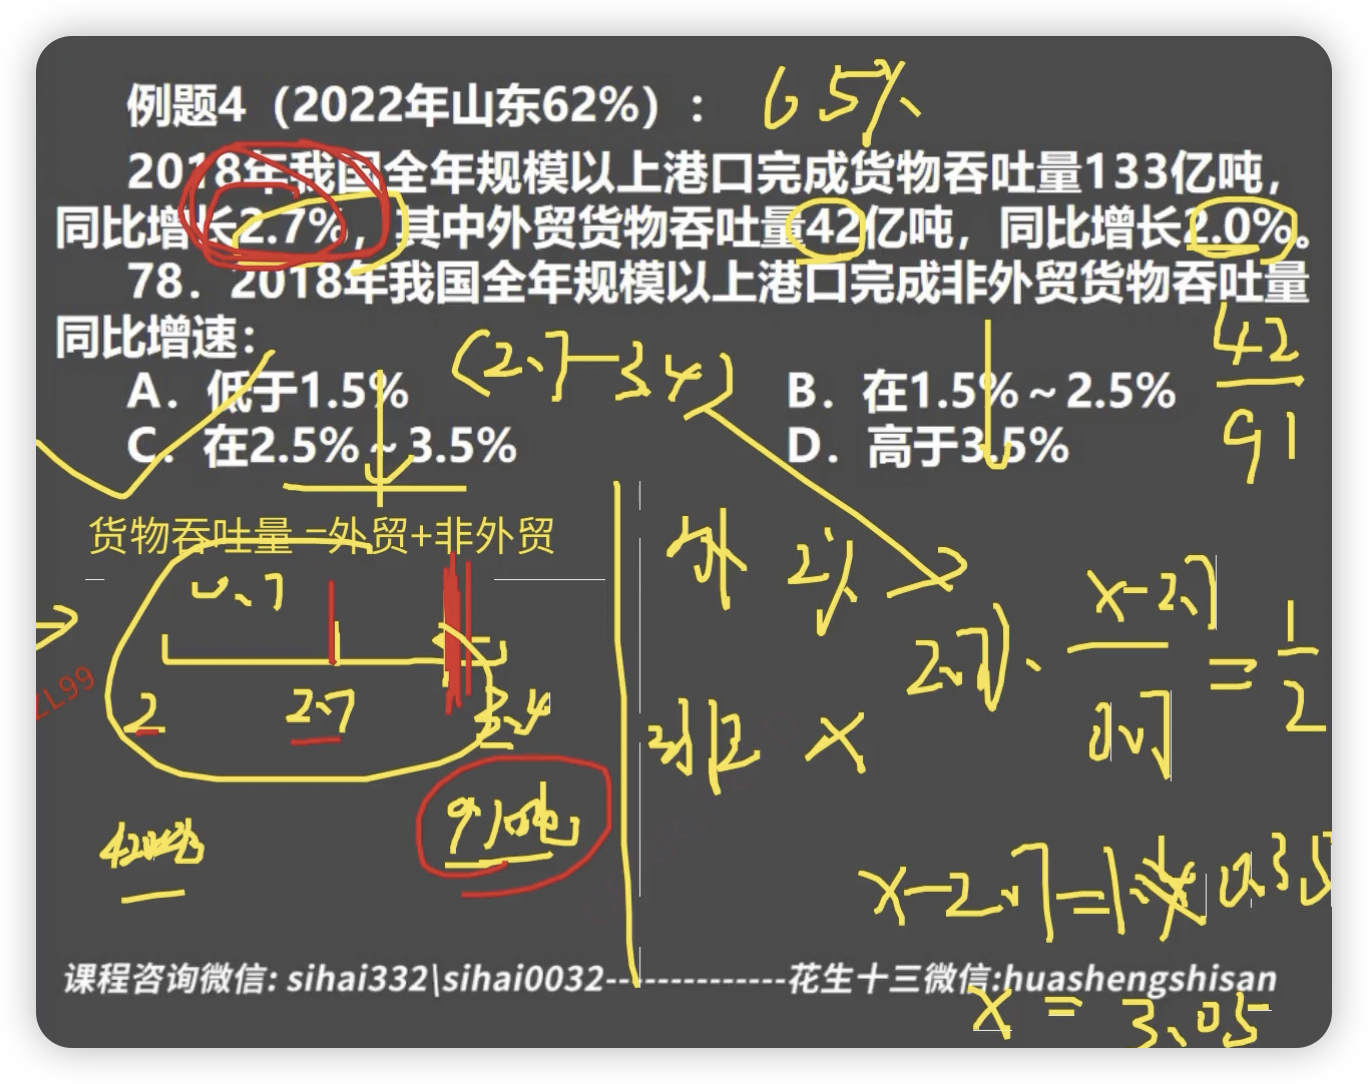 例题4（2022年山东62%）： 65%
2018年我国全年规模以上港口完成货物吞吐量133亿吨，
同比增长2.7%，其中外贸货物吞吐量42亿吨，同比增长2.0%。
78．2018年我国全年规模以上港口完成非外贸货物吞吐量
同比增速：
(2.7-3.4)
42
91
A．低于1.5%
B．在1.5%～2.5%
C．在2.5%～3.5%
D．高于3.5%
货物吞吐量 =外贸+非外贸
0.7
2 2.7 3.4
42亿吨
91亿吨
外 2%
2.7
非 x
x-2.7
0.7
=
1
2
x-2.7=
0.35
x = 3.05
ZL99
课程咨询微信: sihai332\sihai0032--------------花生十三微信:huashengshisan